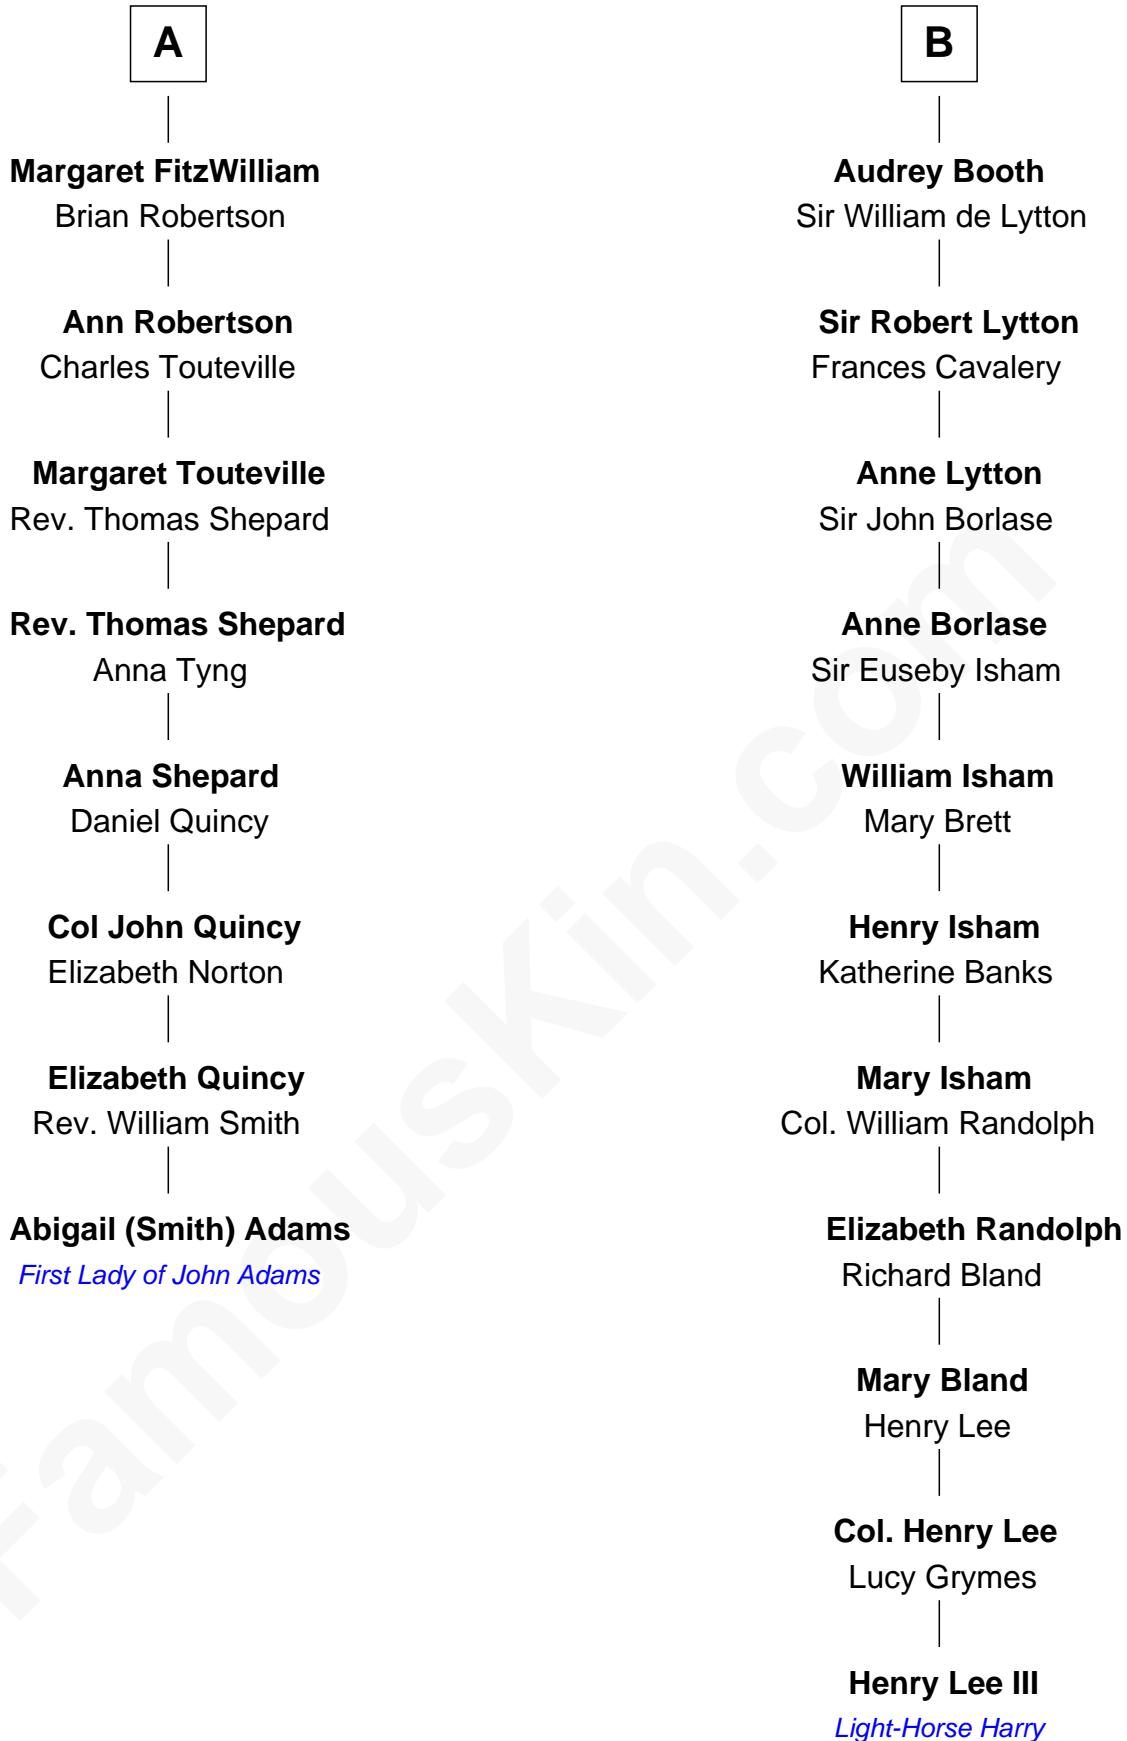 A
Margaret FitzWilliam
Brian Robertson
Ann Robertson
Charles Touteville
Margaret Touteville
Rev. Thomas Shepard
Rev. Thomas Shepard
Anna Tyng
Anna Shepard
Daniel Quincy
Col John Quincy
Elizabeth Norton
Elizabeth Quincy
Rev. William Smith
Abigail (Smith) Adams
First Lady of John Adams
B
Audrey Booth
Sir William de Lytton
Sir Robert Lytton
Frances Cavalery
Anne Lytton
Sir John Borlase
Anne Borlase
Sir Euseby Isham
William Isham
Mary Brett
Henry Isham
Katherine Banks
Mary Isham
Col. William Randolph
Elizabeth Randolph
Richard Bland
Mary Bland
Henry Lee
Col. Henry Lee
Lucy Grymes
Henry Lee III
Light-Horse Harry
FamousKin.com